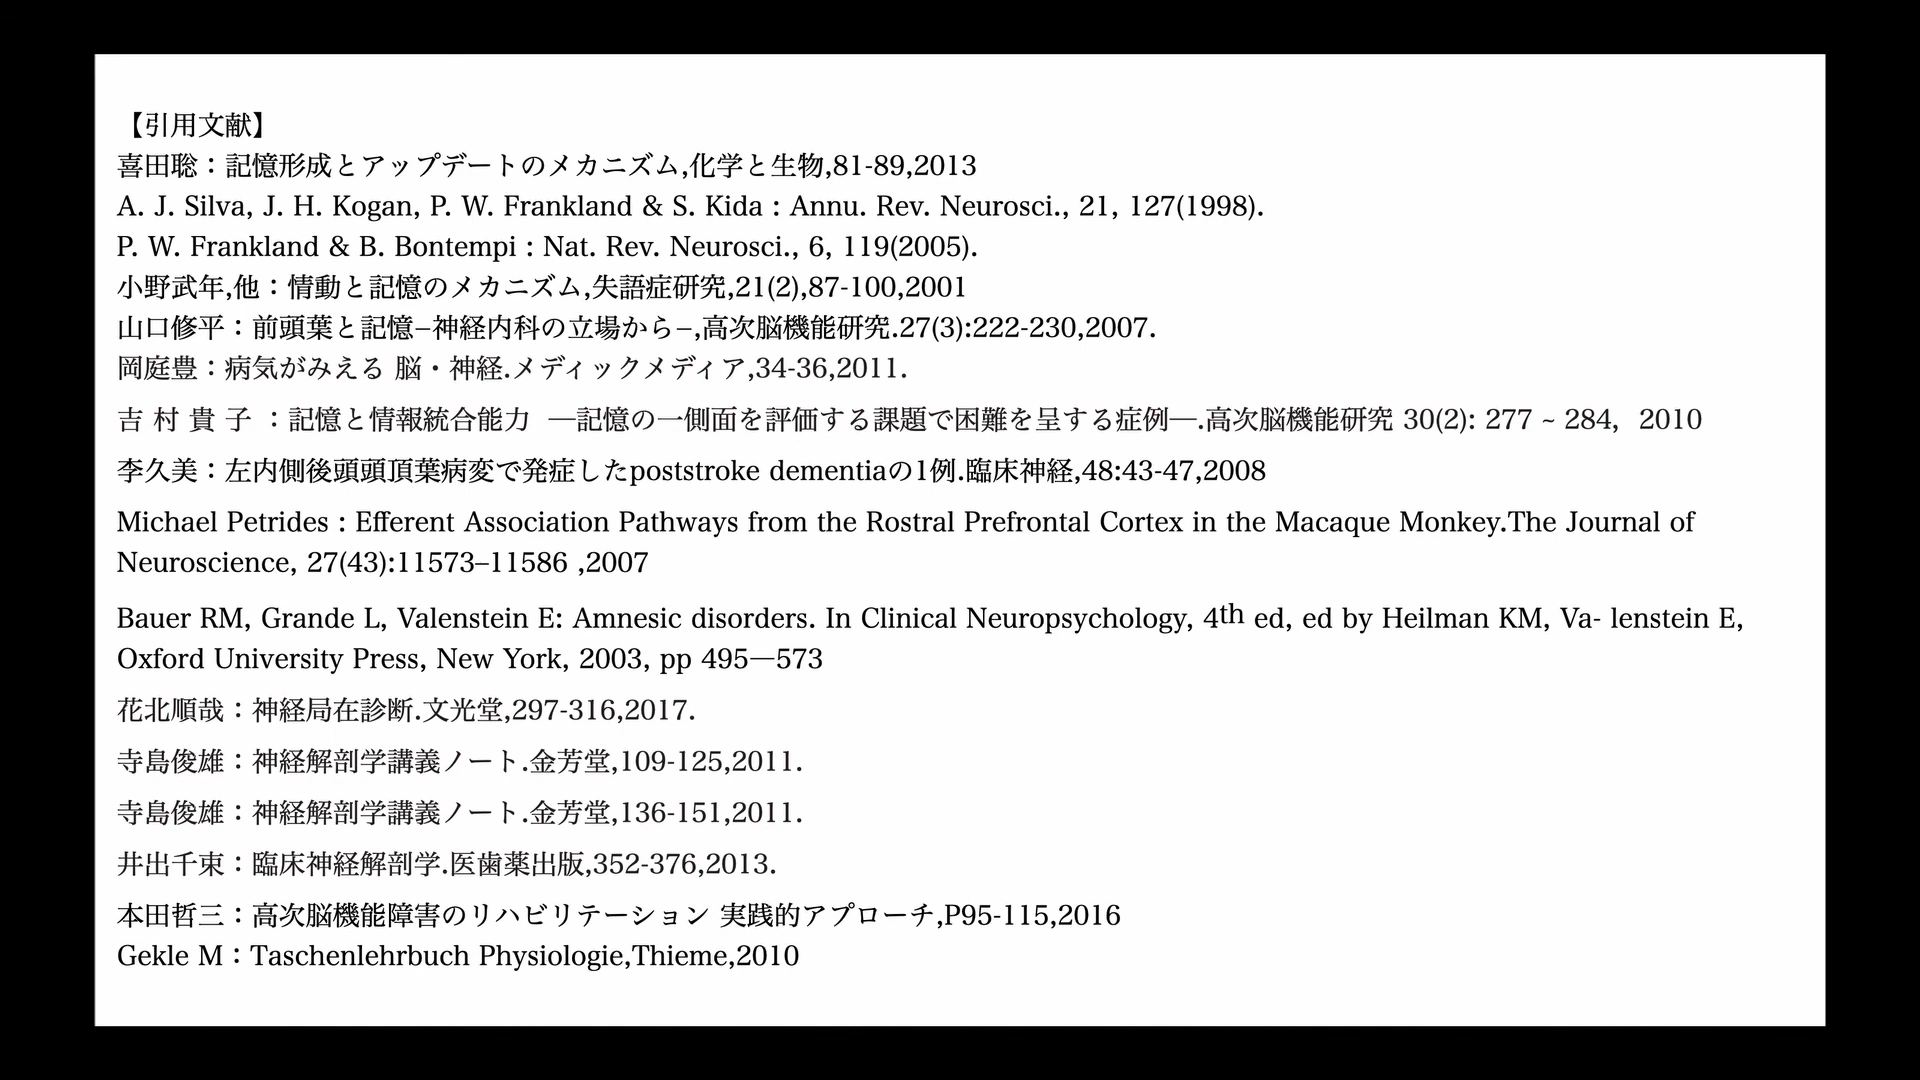 【引用文献】
喜田聡：記憶形成とアップデートのメカニズム,化学と生物,81-89,2013
A. J. Silva, J. H. Kogan, P. W. Frankland & S. Kida : Annu. Rev. Neurosci., 21, 127(1998).
P. W. Frankland & B. Bontempi : Nat. Rev. Neurosci., 6, 119(2005).
小野武年,他：情動と記憶のメカニズム,失語症研究,21(2),87-100,2001
山口修平：前頭葉と記憶−神経内科の立場から−,高次脳機能研究.27(3):222-230,2007.
岡庭豊：病気がみえる 脳・神経.メディックメディア,34-36,2011.
吉 村 貴 子 ：記憶と情報統合能力 ―記憶の一側面を評価する課題で困難を呈する症例―.高次脳機能研究 30(2): 277 ~ 284, 2010
李久美：左内側後頭頭頂葉病変で発症したpoststroke dementiaの1例.臨床神経,48:43-47,2008
Michael Petrides : Efferent Association Pathways from the Rostral Prefrontal Cortex in the Macaque Monkey.The Journal of
Neuroscience, 27(43):11573–11586 ,2007
Bauer RM, Grande L, Valenstein E: Amnesic disorders. In Clinical Neuropsychology, 4th ed, ed by Heilman KM, Va- lenstein E,
Oxford University Press, New York, 2003, pp 495―573
花北順哉：神経局在診断.文光堂,297-316,2017.
寺島俊雄：神経解剖学講義ノート.金芳堂,109-125,2011.
寺島俊雄：神経解剖学講義ノート.金芳堂,136-151,2011.
井出千束：臨床神経解剖学.医歯薬出版,352-376,2013.
本田哲三：高次脳機能障害のリハビリテーション 実践的アプローチ,P95-115,2016
Gekle M：Taschenlehrbuch Physiologie,Thieme,2010